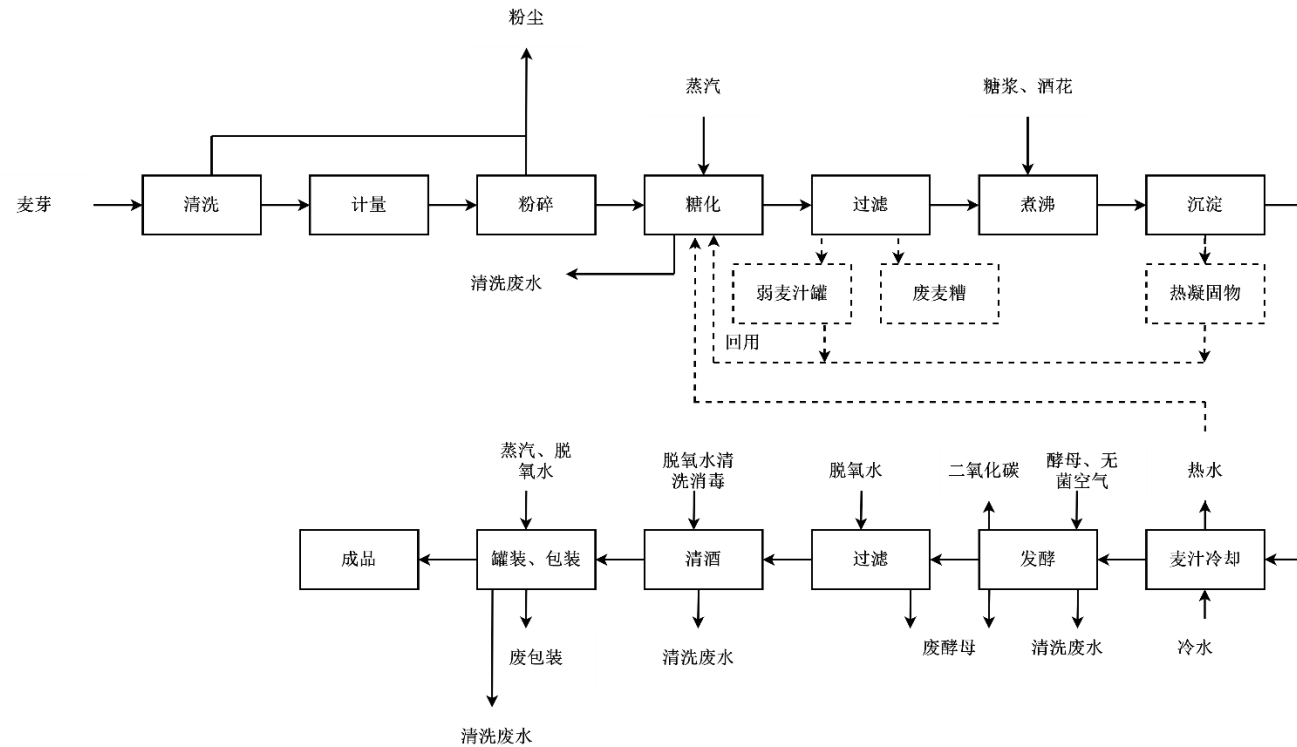 粉尘
蒸汽
糖浆、酒花
麦芽
清洗
计量
粉碎
糖化
过滤
煮沸
沉淀
清洗废水
弱麦汁罐
废麦糟
热凝固物
回用
蒸汽、脱
氧水
脱氧水清
洗消毒
脱氧水
二氧化碳
酵母、无
菌空气
热水
成品
罐装、包装
清酒
过滤
发酵
麦汁冷却
废包装
清洗废水
废酵母
清洗废水
冷水
清洗废水